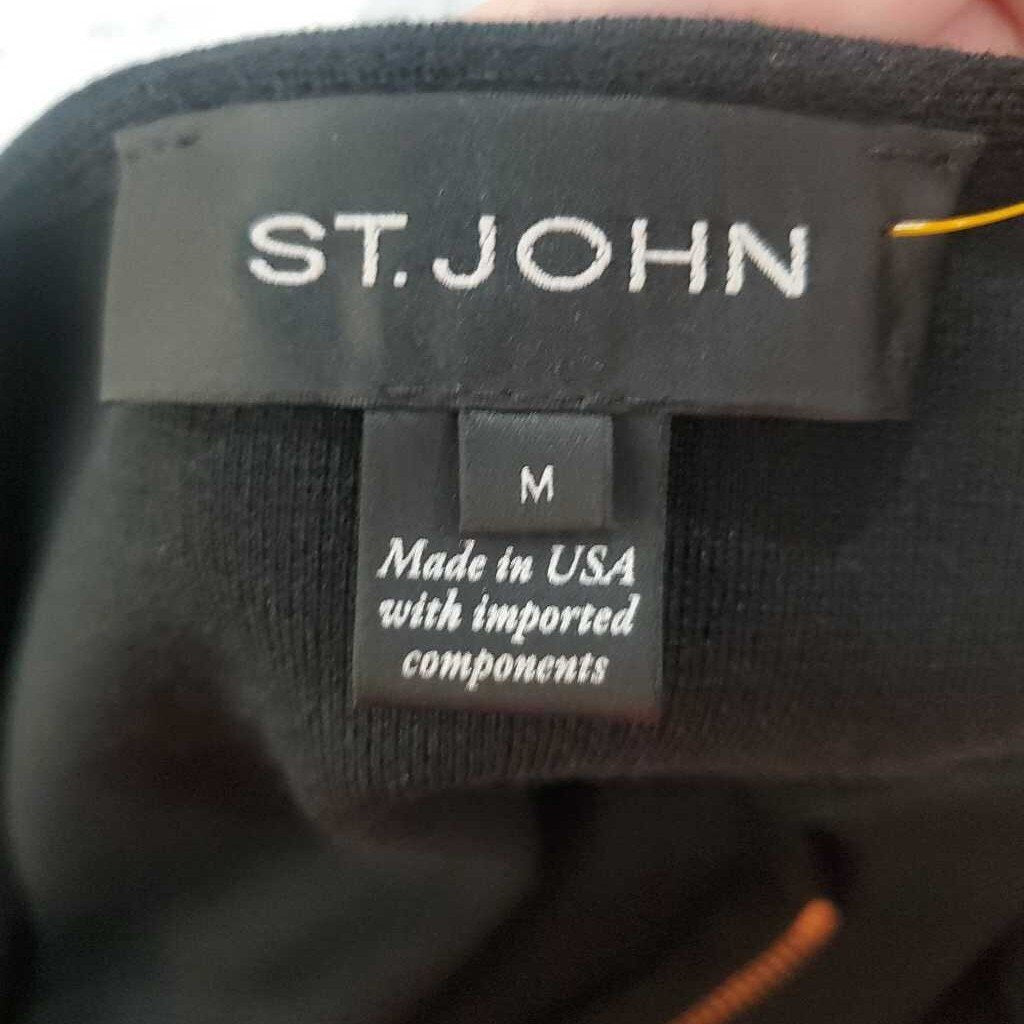 ST. JOHN
M
Made in USA
with imported
components